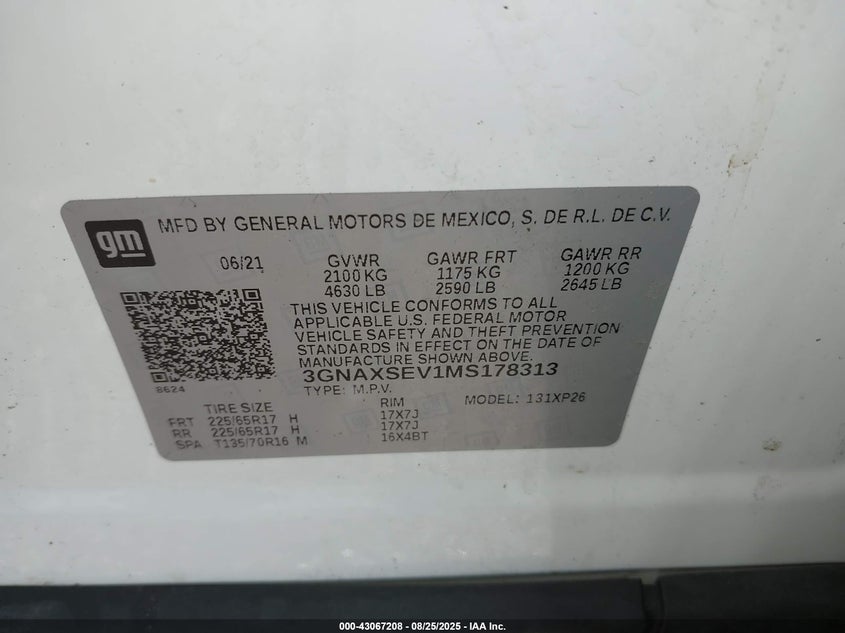 gm
MFD BY GENERAL MOTORS DE MEXICO, S. DE R.L. DE C.V.
06/21 GVWR GAWR FRT GAWR RR
2100 KG 1175 KG 1200 KG
4630 LB 2590 LB 2645 LB
THIS VEHICLE CONFORMS TO ALL
APPLICABLE U.S. FEDERAL MOTOR
VEHICLE SAFETY AND THEFT PREVENTION
STANDARDS IN EFFECT ON THE DATE OF
MANUFACTURE SHOWN ABOVE.
3GNAXSEV1MS178313
8624
TYPE: M.P.V. MODEL: 131XP26
TIRE SIZE RIM
FRT 225/65R17 H 17X7J
RR 225/65R17 H 17X7J
SPA T135/70R16 M 16X4BT
000-43067208 - 08/25/2025 - IAA Inc.